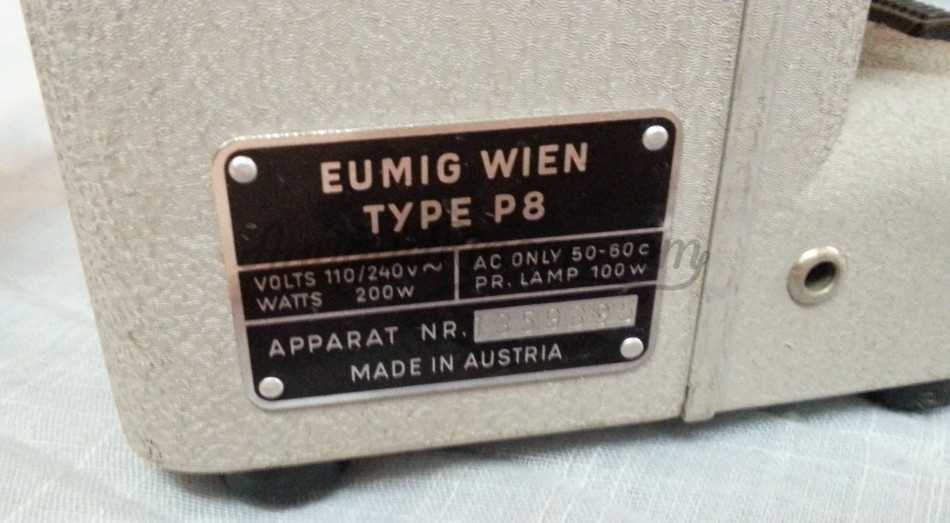 EUMIG WIEN
TYPE P8
VOLTS 110/240V~
WATTS 200W
AC ONLY 50-60C
PR. LAMP 100W
APPARAT NR.
MADE IN AUSTRIA